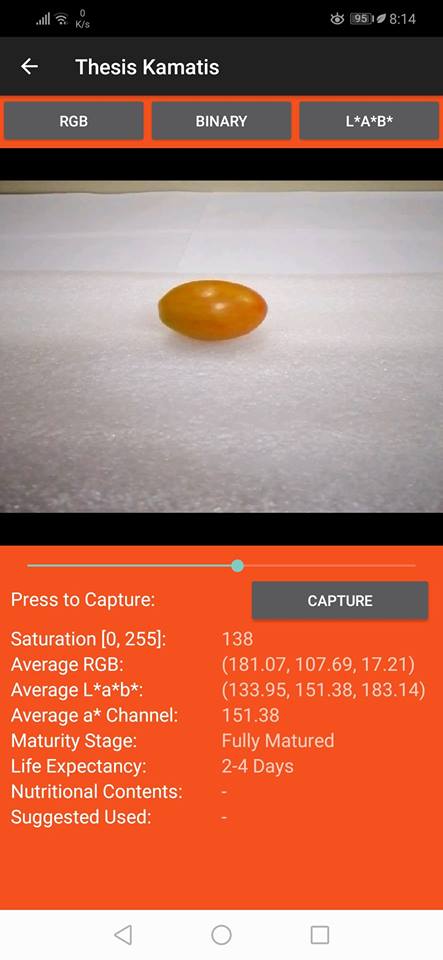 0
K/s
95
8:14
Thesis Kamatis
RGB
BINARY
L*A*B*
Press to Capture:
CAPTURE
Saturation [0, 255]: 138
Average RGB: (181.07, 107.69, 17.21)
Average L*a*b*: (133.95, 151.38, 183.14)
Average a* Channel: 151.38
Maturity Stage: Fully Matured
Life Expectancy: 2-4 Days
Nutritional Contents: -
Suggested Used: -